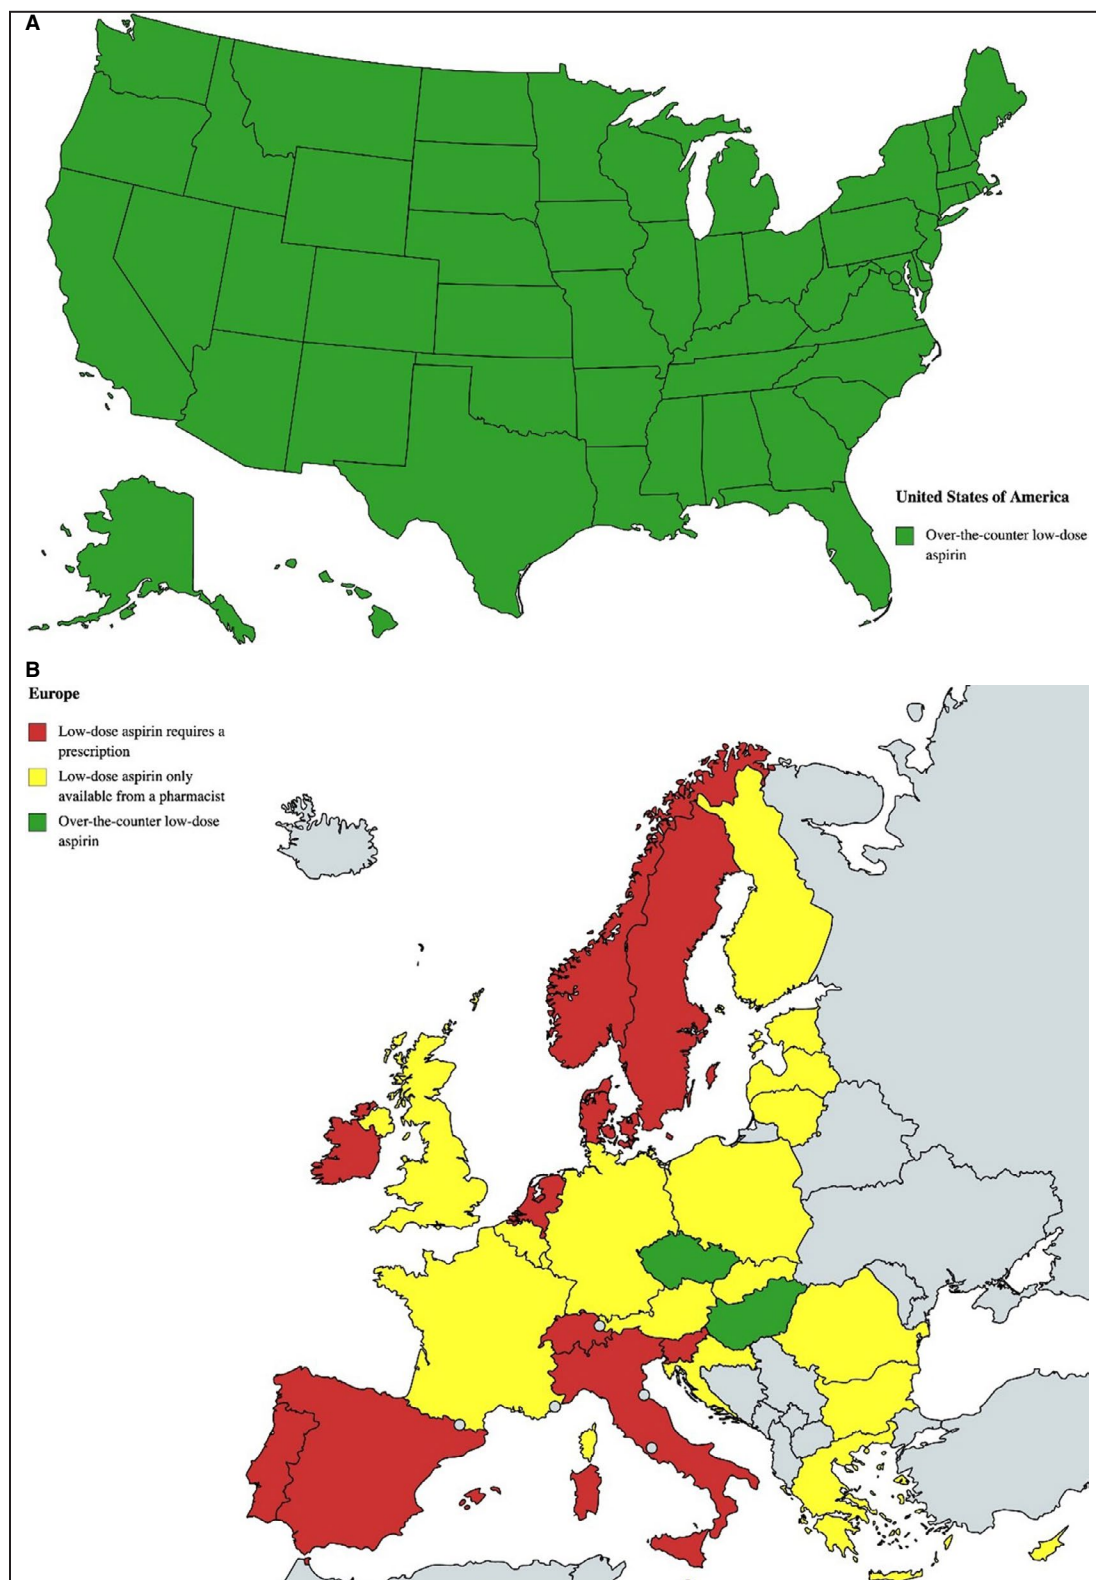 A
United States of America
Over-the-counter low-dose
aspirin
B
Europe
Low-dose aspirin requires a
prescription
Low-dose aspirin only
available from a pharmacist
Over-the-counter low-dose
aspirin